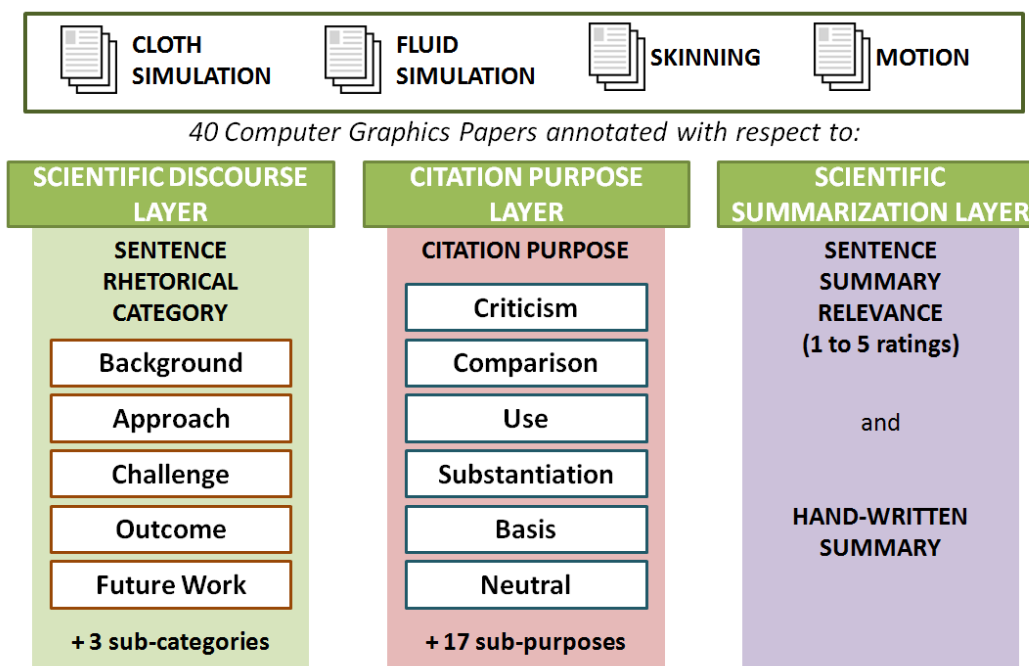 CLOTH
SIMULATION
FLUID
SIMULATION
SKINNING
MOTION
40 Computer Graphics Papers annotated with respect to:
SCIENTIFIC DISCOURSE
LAYER
SENTENCE
RHETORICAL
CATEGORY
Background
Approach
Challenge
Outcome
Future Work
+ 3 sub-categories
CITATION PURPOSE
LAYER
CITATION PURPOSE
Criticism
Comparison
Use
Substantiation
Basis
Neutral
+ 17 sub-purposes
SCIENTIFIC
SUMMARIZATION LAYER
SENTENCE
SUMMARY
RELEVANCE
(1 to 5 ratings)
and
HAND-WRITTEN
SUMMARY